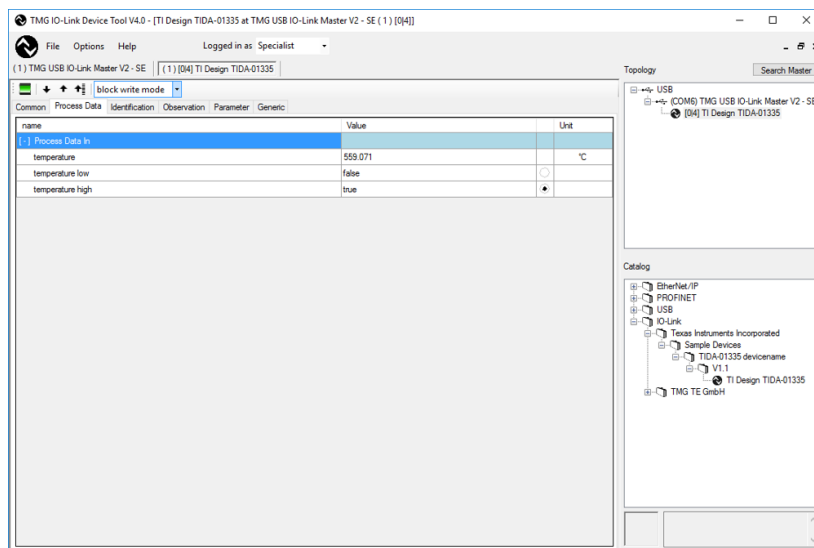 TMG IO-Link Device Tool V4.0 - [TI Design TIDA-01335 at TMG USB IO-Link Master V2 - SE ( 1 ) [0|4]]
File Options Help Logged in as Specialist
( 1 ) TMG USB IO-Link Master V2 - SE ( 1 ) [0|4] TI Design TIDA-01335
block write mode
Common Process Data Identification Observation Parameter Generic
name Value Unit
[ - ] Process Data In
temperature 559.071 °C
temperature low false
temperature high true
Topology Search Master
USB
(COM6) TMG USB IO-Link Master V2 - SE
[0|4] TI Design TIDA-01335
Catalog
EtherNet/IP
PROFINET
USB
IO-Link
Texas Instruments Incorporated
Sample Devices
TIDA-01335 devicename
V1.1
TI Design TIDA-01335
TMG TE GmbH